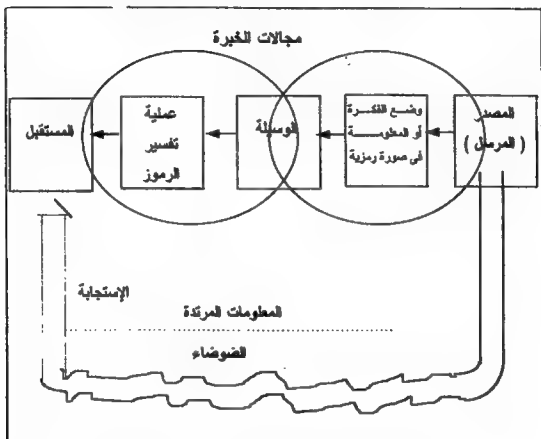 مجالات الخبرة
المصدر
( المرسل )
وضع الفكرة
أو المعلومة
فى صورة رمزية
الوسيلة
عملية
تفسير
الرموز
المستقبل
الإستجابة
المعلومات المرتدة
الضوضاء